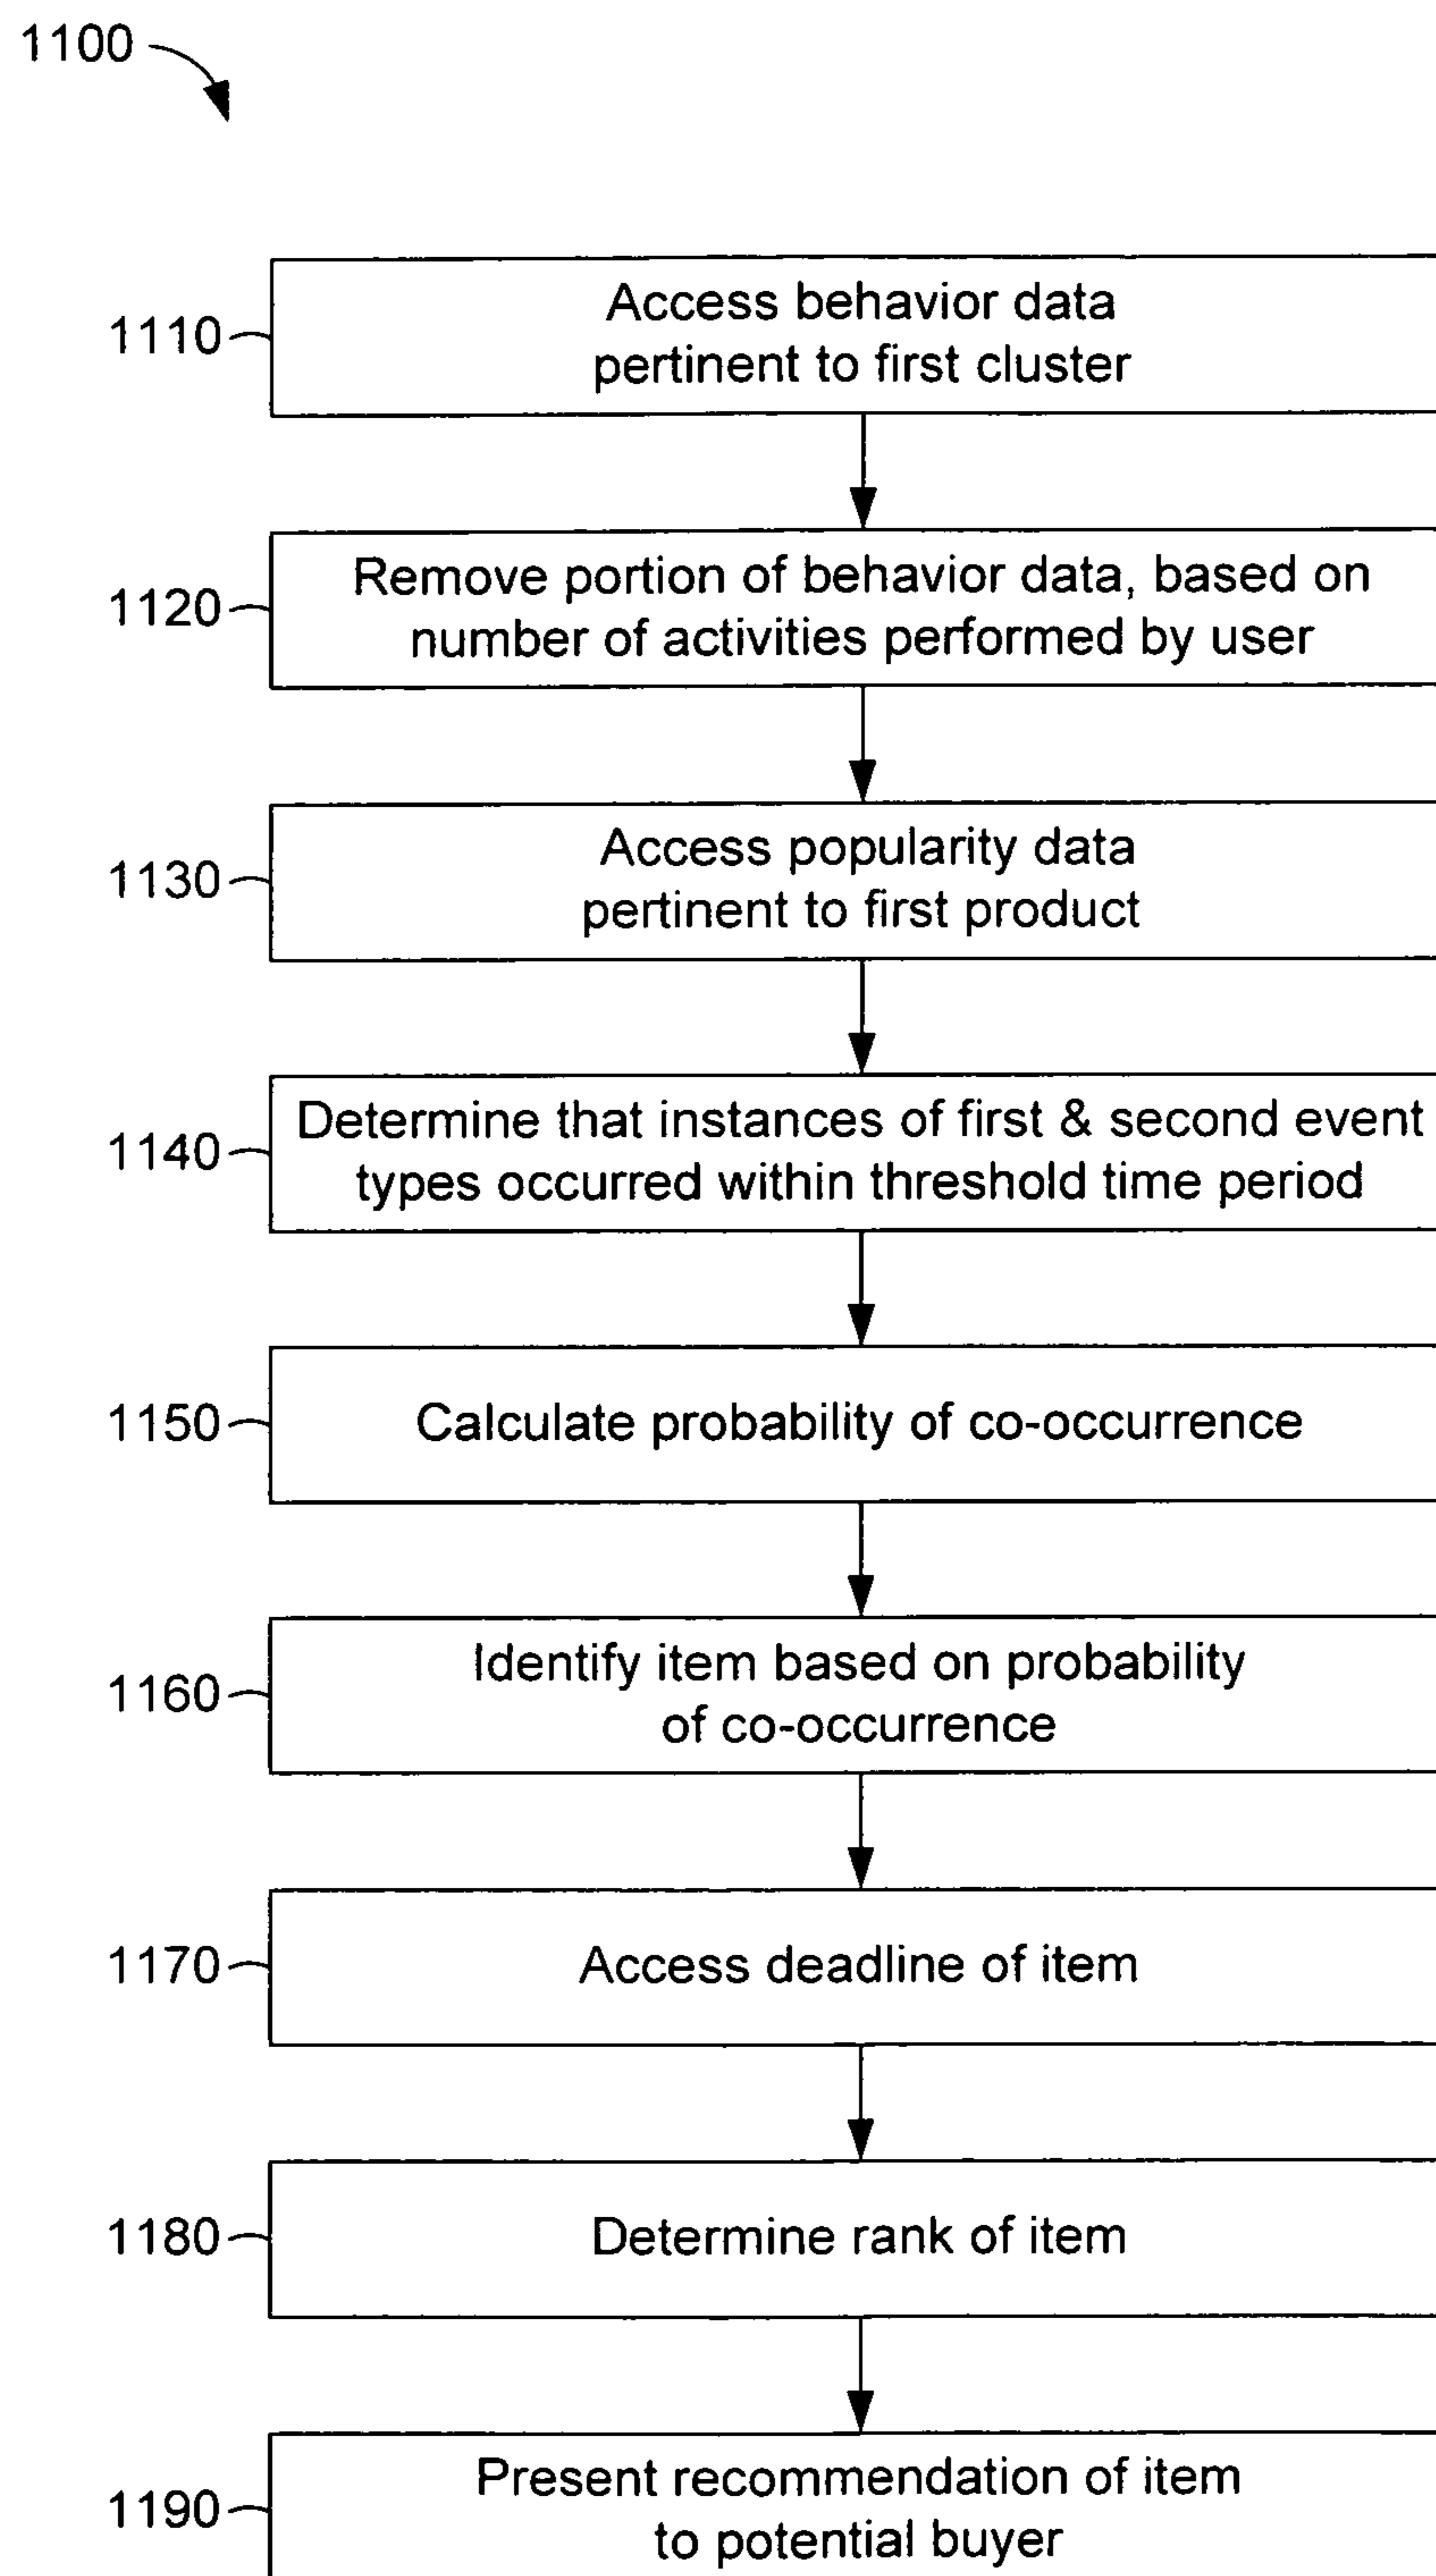 1100
1110
Access behavior data
pertinent to first cluster
1120
Remove portion of behavior data, based on
number of activities performed by user
1130
Access popularity data
pertinent to first product
1140
Determine that instances of first & second event
types occurred within threshold time period
1150
Calculate probability of co-occurrence
1160
Identify item based on probability
of co-occurrence
1170
Access deadline of item
1180
Determine rank of item
1190
Present recommendation of item
to potential buyer